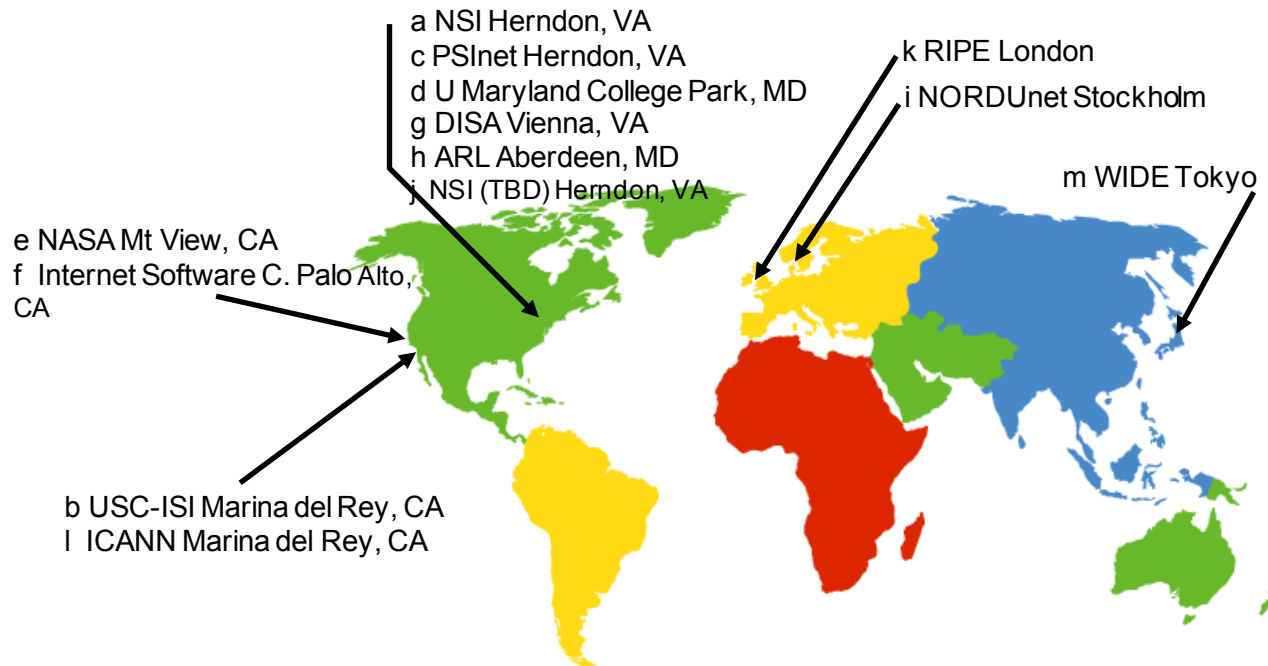 a NSI Herndon, VA
c PSInet Herndon, VA
d U Maryland College Park, MD
g DISA Vienna, VA
h ARL Aberdeen, MD
j NSI (TBD) Herndon, VA
k RIPE London
i NORDUnet Stockholm
m WIDE Tokyo
e NASA Mt View, CA
f Internet Software C. Palo Alto,
CA
b USC-ISI Marina del Rey, CA
l ICANN Marina del Rey, CA